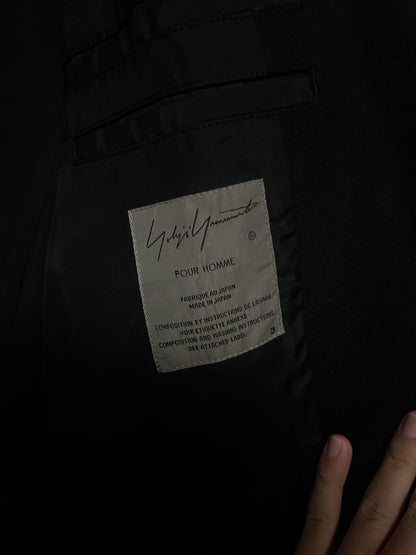 Yohji Yamamoto
®
POUR HOMME
FABRIQUE AU JAPON
MADE IN JAPAN
COMPOSITION ET INSTRUCTIONS DE LAVAGE
VOIR ETIQUETTE ANNEXE
COMPOSITION AND WASHING INSTRUCTIONS
SEE ATTACHED LABEL
3